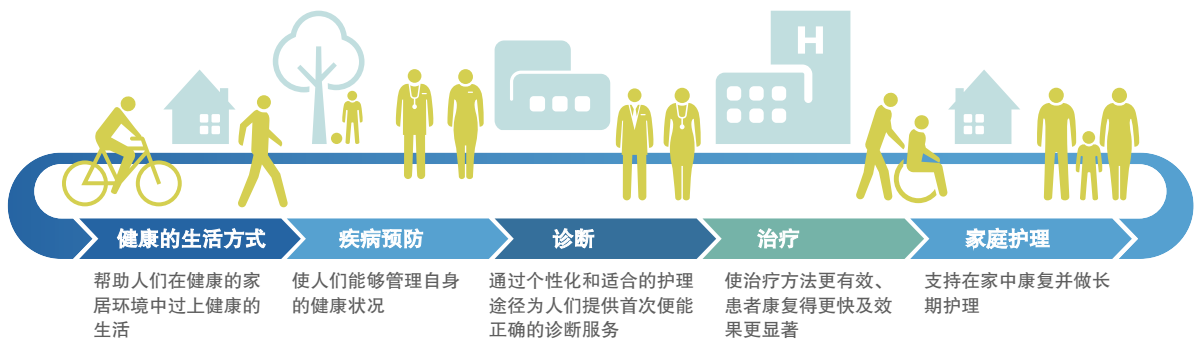 H
健康的生活方式
疾病预防
诊断
治疗
家庭护理
帮助人们在健康的家
居环境中过上健康的
生活
使人们能够管理自身
的健康状况
通过个性化和适合的护理
途径为人们提供首次便能
正确的诊断服务
使治疗方法更有效、
患者康复得更快及效
果更显著
支持在家中康复并做长
期护理